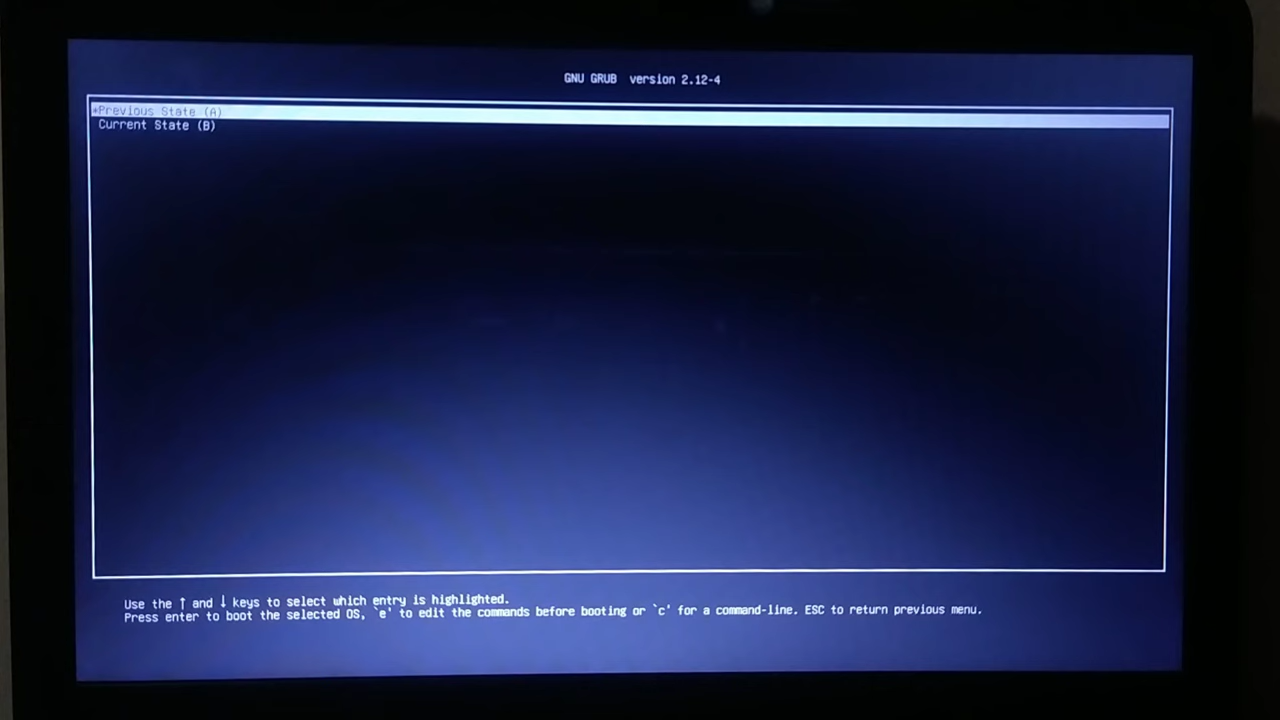 GNU GRUB version 2.12-4
*Previous State (A)
Current State (B)
Use the ↑ and ↓ keys to select which entry is highlighted.
Press enter to boot the selected OS, `e' to edit the commands before booting or `c' for a command-line. ESC to return previous menu.